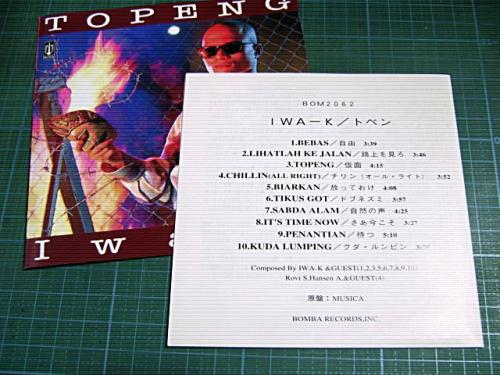 TOPENG
IWA
BOM2062
IWA-K/トペン
1.BEBAS/自由 3:39
2.LIHATLAH KE JALAN/路上を見ろ 3:46
3.TOPENG/仮面 4:15
4.CHILLIN(ALL RIGHT)/チリン(オール・ライト) 3:52
5.BIARKAN/放っておけ 4:08
6.TIKUS GOT/ドブネズミ 3:57
7.SABDA ALAM/自然の声 4:25
8.IT'S TIME NOW/さあ今こそ 3:27
9.PENANTIAN/待つ 5:10
10.KUDA LUMPING/クダ・ルンピン
Composed By IWA-K &GUEST(1,2,3,5,6,7,8,9,10)
Rovi S,Hansen A,&GUEST(4)
原盤:MUSICA
BOMBA RECORDS,INC.